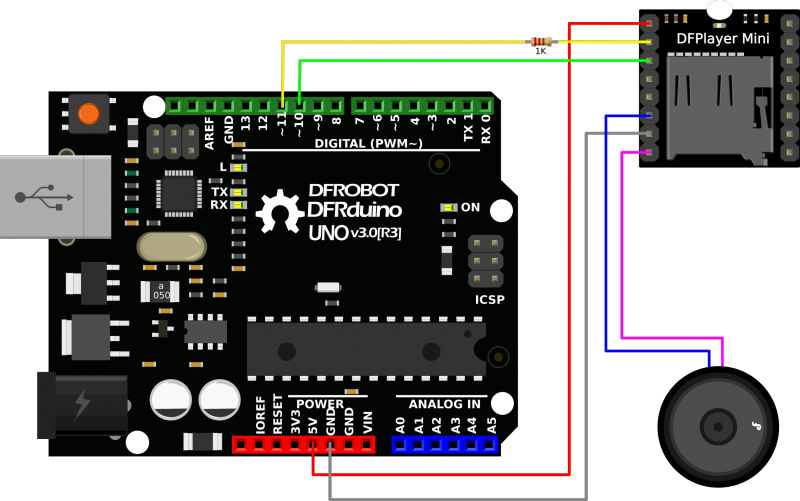 DFPlayer Mini
1K
AREF
GND
13
12
~11
~10
~9
8
7
~6
~5
4
~3
2
TX 1
RX 0
DIGITAL (PWM~)
L
TX
RX
DFROBOT
DFRduino
UNO v3.0[R3]
ON
ICSP
a
050
POWER
ANALOG IN
IOREF
RESET
3V3
5V
GND
GND
VIN
A0
A1
A2
A3
A4
A5